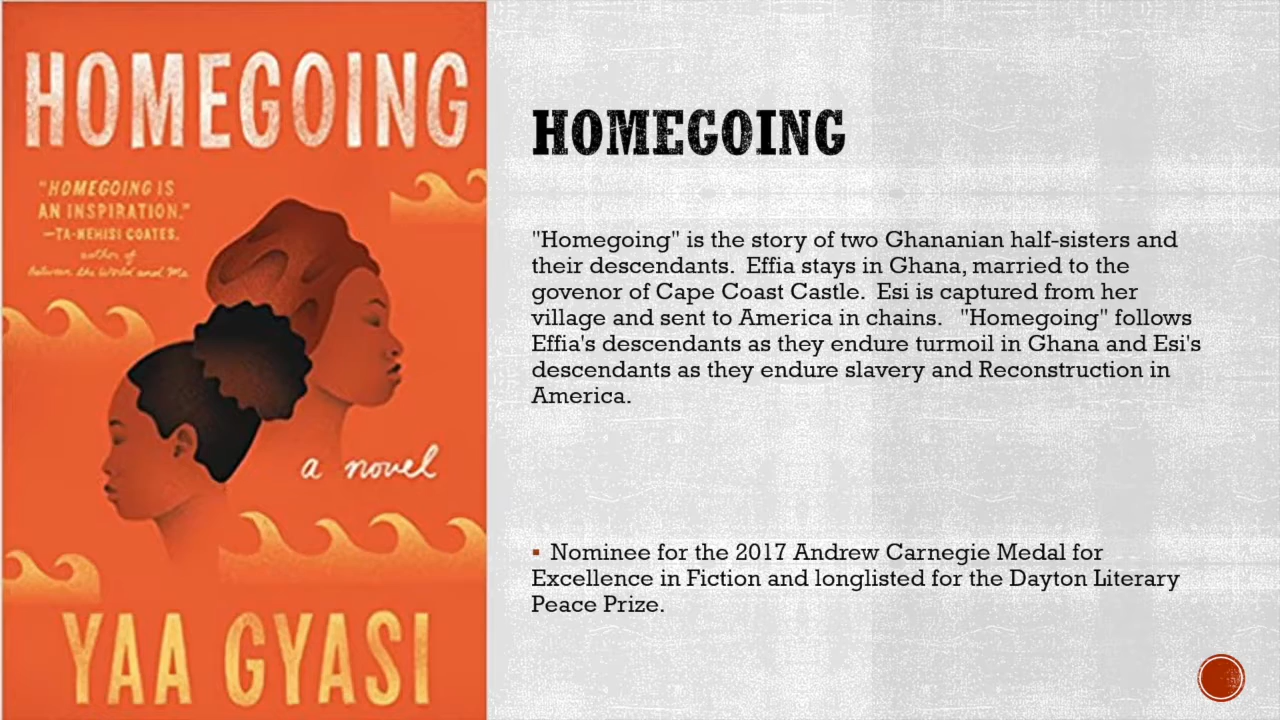 HOMEGOING
"HOMEGOING IS
AN INSPIRATION."
—TA-NEHISI COATES,
author of
Between the World and Me
a novel
YAA GYASI
HOMEGOING
"Homegoing" is the story of two Ghananian half-sisters and
their descendants.  Effia stays in Ghana, married to the
govenor of Cape Coast Castle.  Esi is captured from her
village and sent to America in chains.   "Homegoing" follows
Effia's descendants as they endure turmoil in Ghana and Esi's
descendants as they endure slavery and Reconstruction in
America.
▪ Nominee for the 2017 Andrew Carnegie Medal for
Excellence in Fiction and longlisted for the Dayton Literary
Peace Prize.